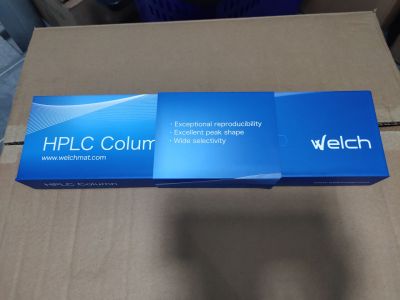 · Exceptional reproducibility
· Excellent peak shape
· Wide selectivity
HPLC Colum
www.welchmat.com
Welch
HPLC Column